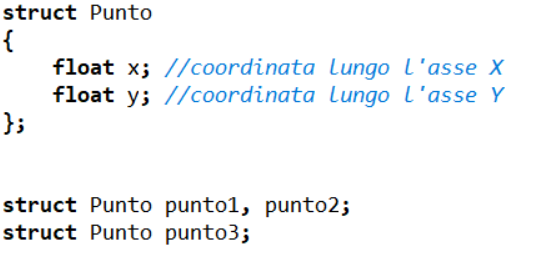 struct Punto
{
    float x; //coordinata lungo l'asse X
    float y; //coordinata lungo l'asse Y
};
struct Punto punto1, punto2;
struct Punto punto3;